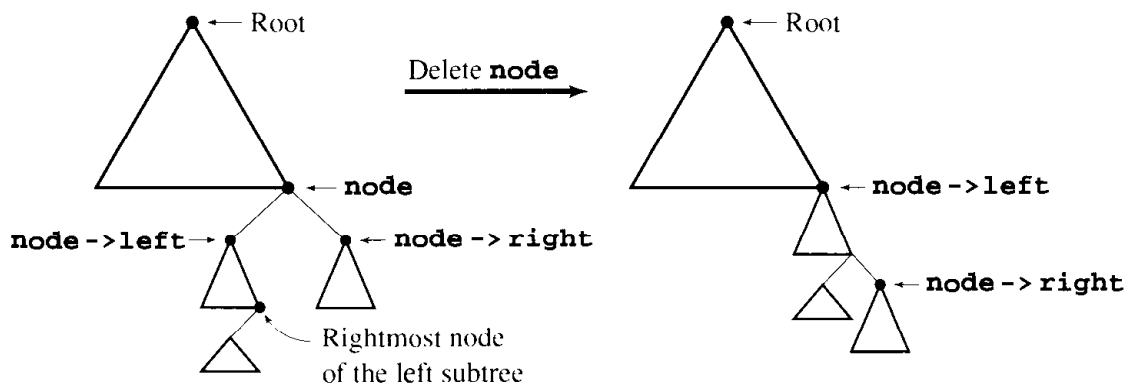 Root
Delete node
node
node->left
node->right
Rightmost node
of the left subtree
Root
node->left
node->right